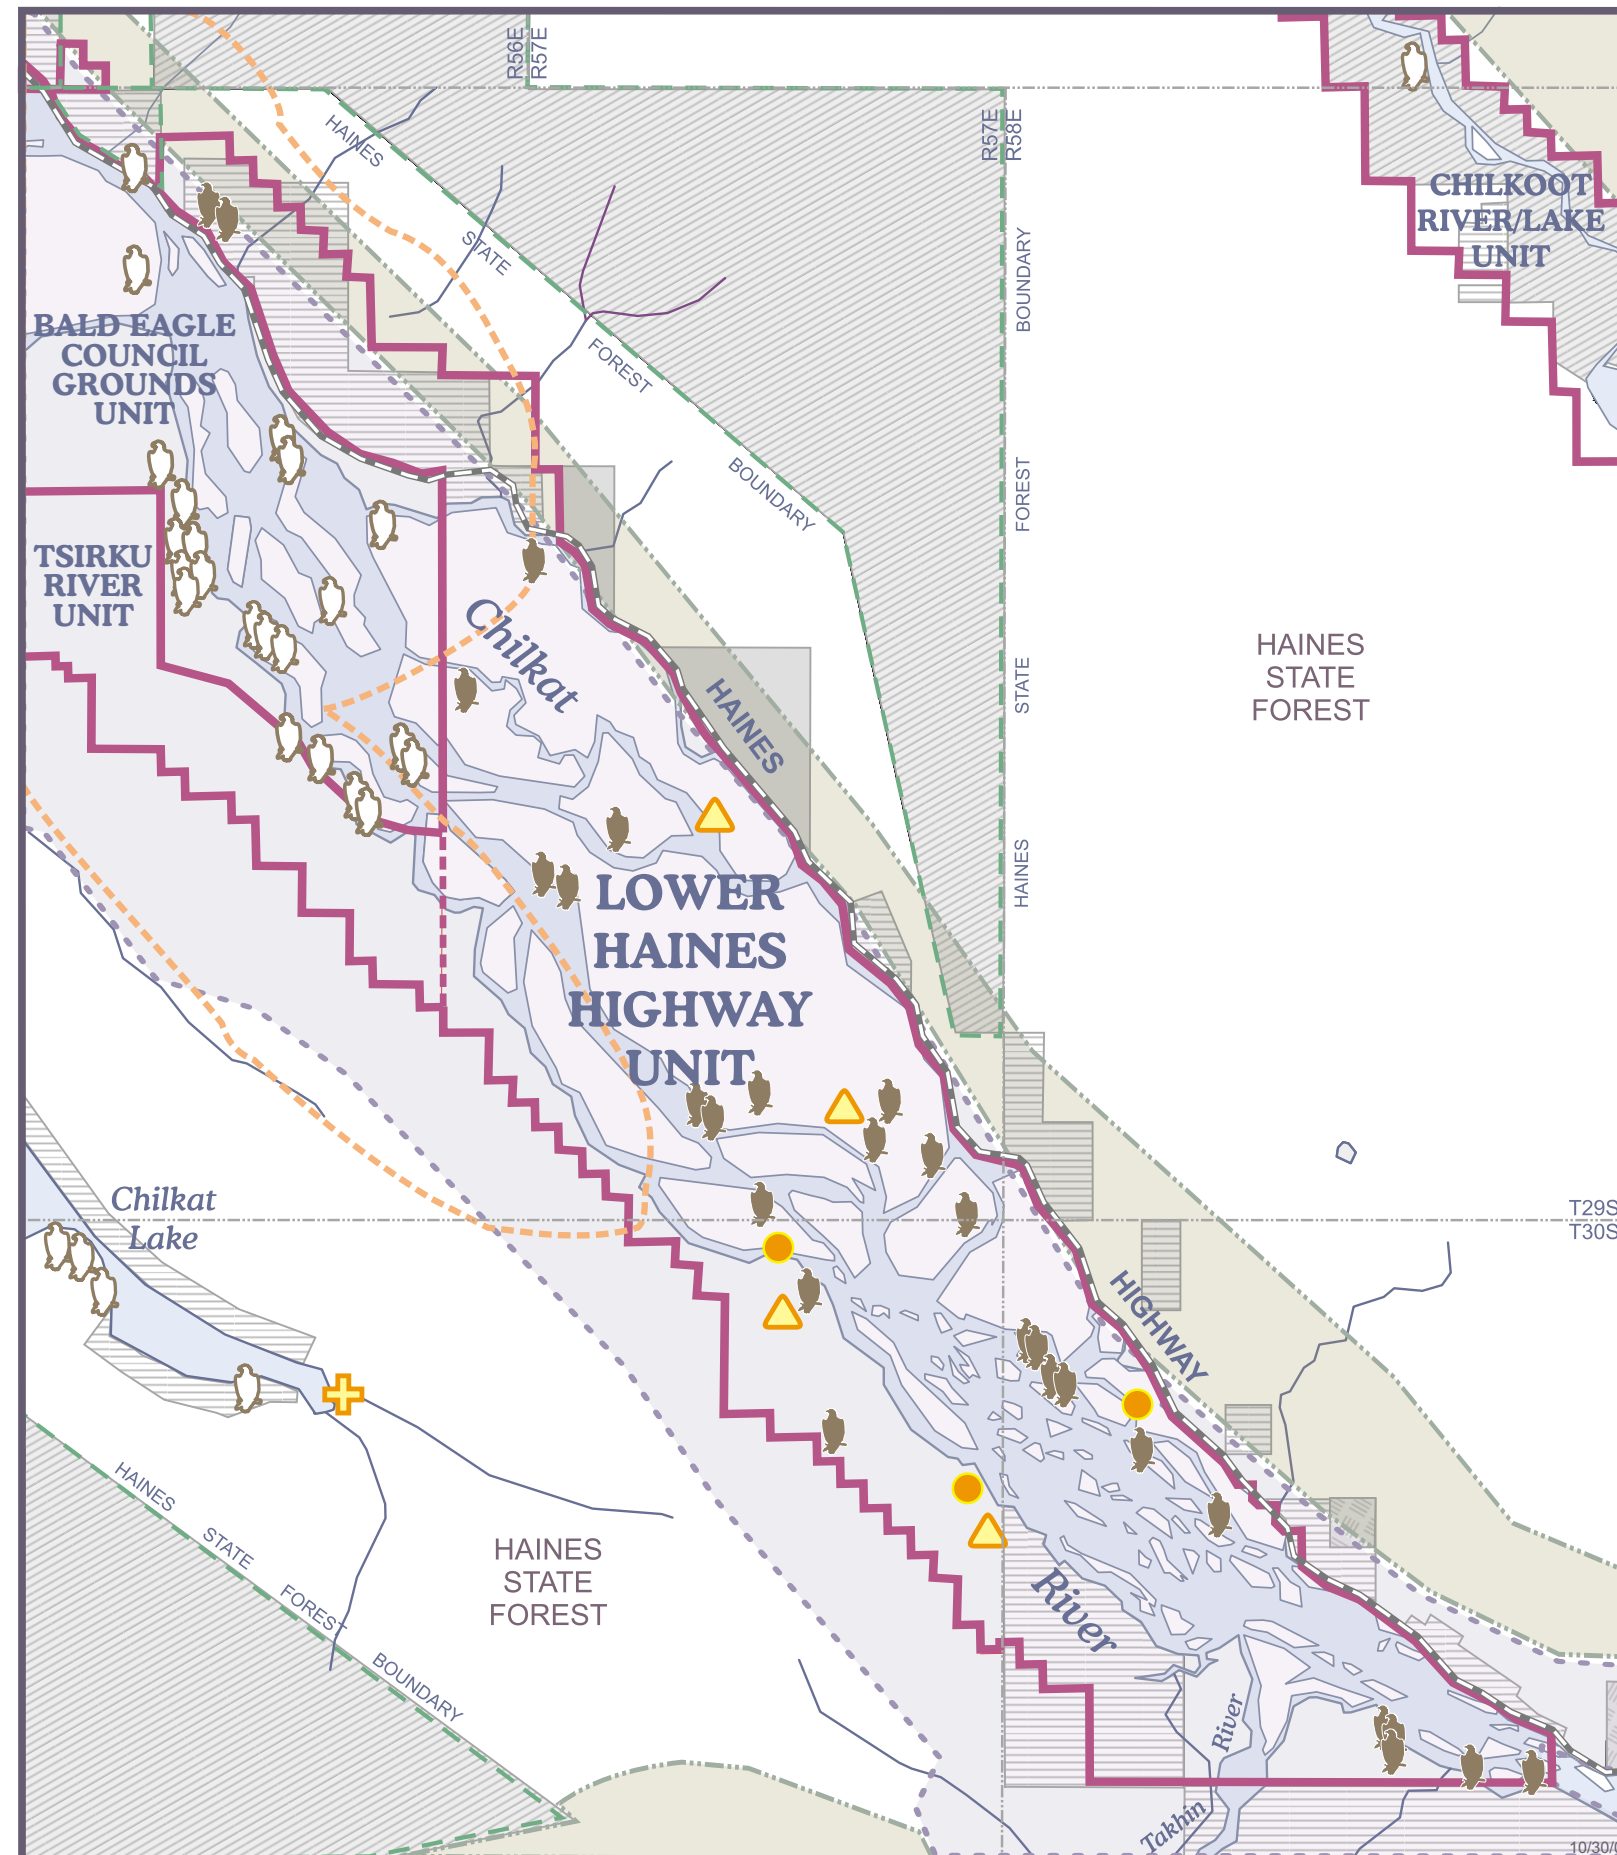 R56E
R57E
R57E
R58E
HAINES
STATE
FOREST
BOUNDARY
BOUNDARY
FOREST
STATE
HAINES
CHILKOOT
RIVER/LAKE
UNIT
BALD EAGLE
COUNCIL
GROUNDS
UNIT
TSIRKU
RIVER
UNIT
Chilkat
HAINES
HAINES
STATE
FOREST
LOWER
HAINES
HIGHWAY
UNIT
Chilkat
Lake
T29S
T30S
HIGHWAY
HAINES
STATE
FOREST
BOUNDARY
HAINES
STATE
FOREST
River
River
Takhin
10/30/